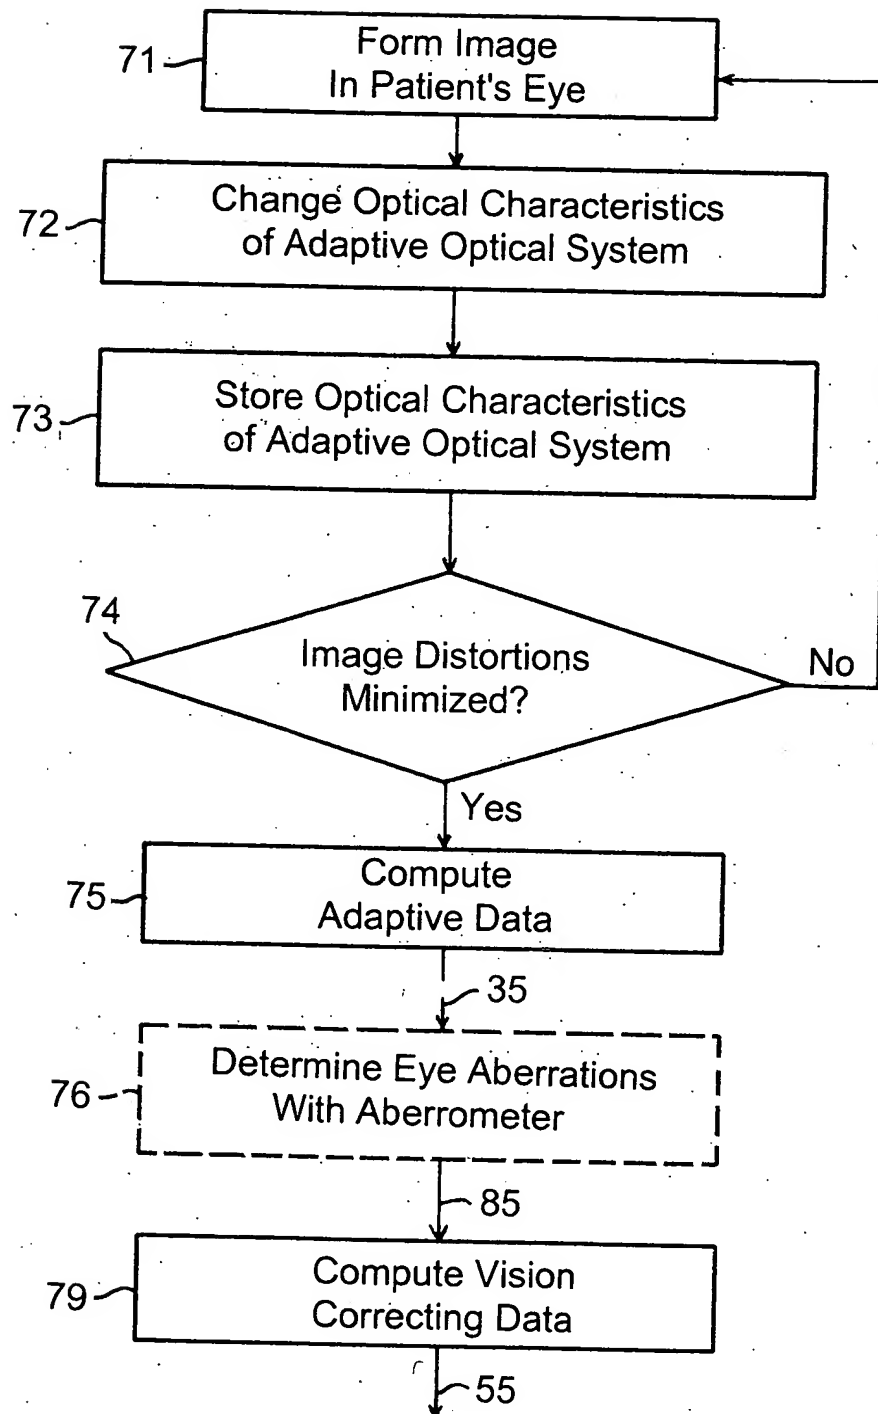 71
Form Image
In Patient's Eye
72
Change Optical Characteristics
of Adaptive Optical System
73
Store Optical Characteristics
of Adaptive Optical System
74
Image Distortions
Minimized?
No
Yes
75
Compute
Adaptive Data
35
76
Determine Eye Aberrations
With Aberrometer
85
79
Compute Vision
Correcting Data
55